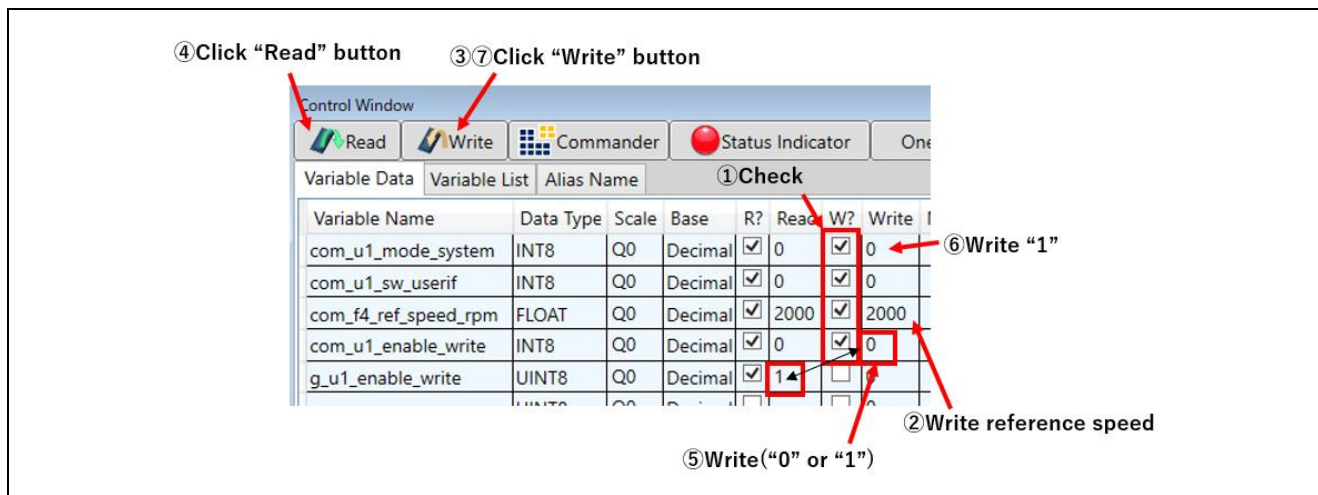 ④Click “Read” button
③⑦Click “Write” button
Control Window
Read Write Commander Status Indicator
Variable Data Variable List Alias Name
①Check
Variable Name Data Type Scale Base R? Read W? Write
com_u1_mode_system INT8 Q0 Decimal 0 0
⑥Write “1”
com_u1_sw_userif INT8 Q0 Decimal 0 0
com_f4_ref_speed_rpm FLOAT Q0 Decimal 2000 2000
com_u1_enable_write INT8 Q0 Decimal 0 0
g_u1_enable_write UINT8 Q0 Decimal 1
②Write reference speed
⑤Write(“0” or “1”)